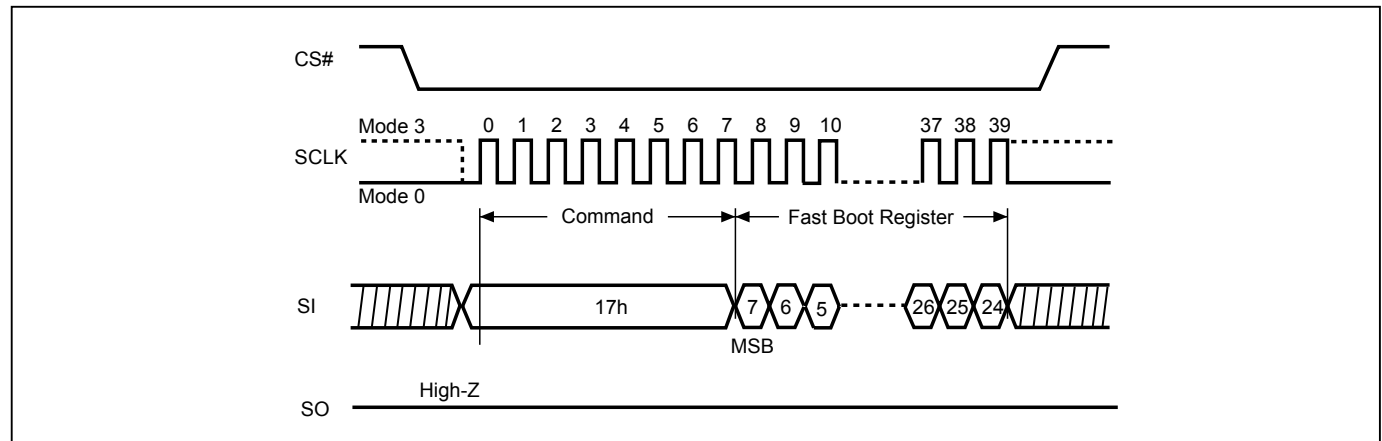 CS#
Mode 3 0 1 2 3 4 5 6 7 8 9 10 37 38 39
SCLK
Mode 0
Command Fast Boot Register
SI 17h 7 6 5 26 25 24
MSB
High-Z
SO